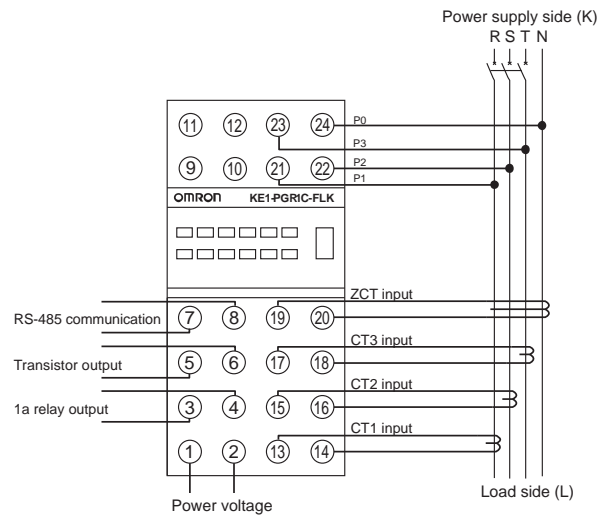 Power supply side (K)
R S T N
11 12 23 24 P0
P3
9 10 21 22 P2
P1
OMRON KE1-PGR1C-FLK
ZCT input
RS-485 communication 7 8 19 20
CT3 input
Transistor output 5 6 17 18
CT2 input
1a relay output 3 4 15 16
CT1 input
1 2 13 14
Load side (L)
Power voltage